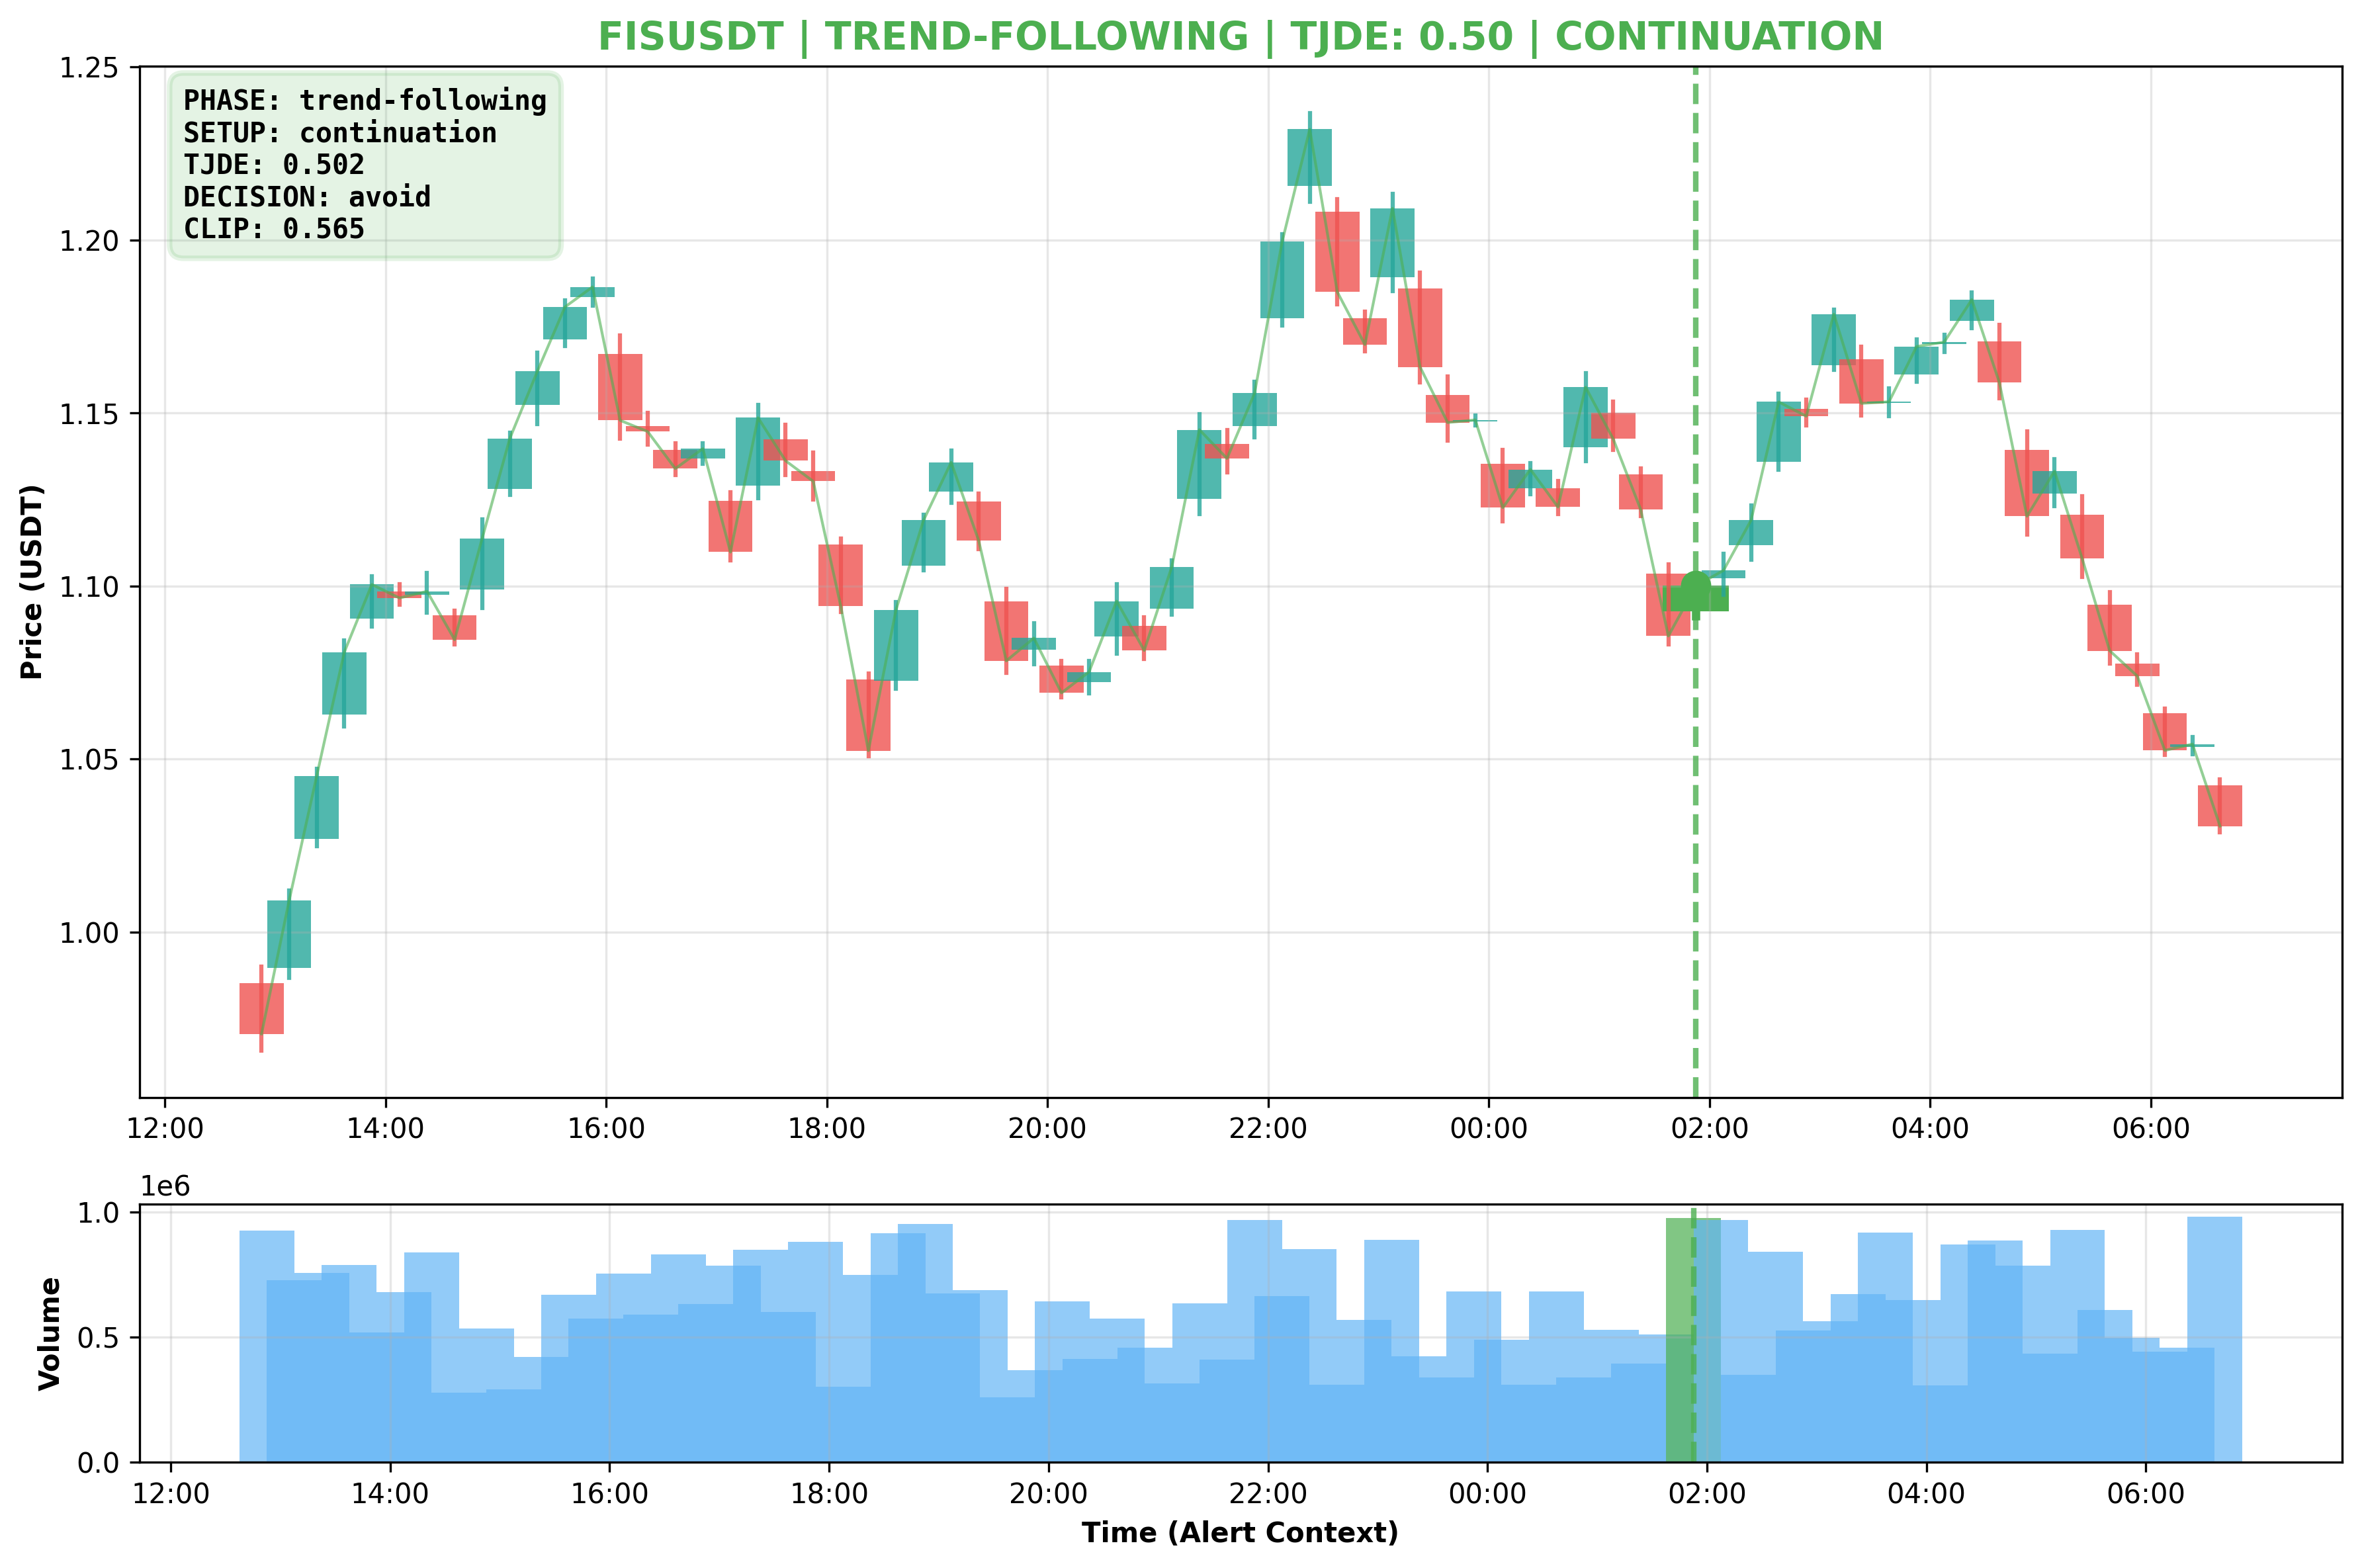 FISUSDT | TREND-FOLLOWING | TJDE: 0.50 | CONTINUATION
PHASE: trend-following
SETUP: continuation
TJDE: 0.502
DECISION: avoid
CLIP: 0.565
Price (USDT)
1.25
1.20
1.15
1.10
1.05
1.00
12:00 14:00 16:00 18:00 20:00 22:00 00:00 02:00 04:00 06:00
1e6
Volume
1.0
0.5
0.0
12:00 14:00 16:00 18:00 20:00 22:00 00:00 02:00 04:00 06:00
Time (Alert Context)